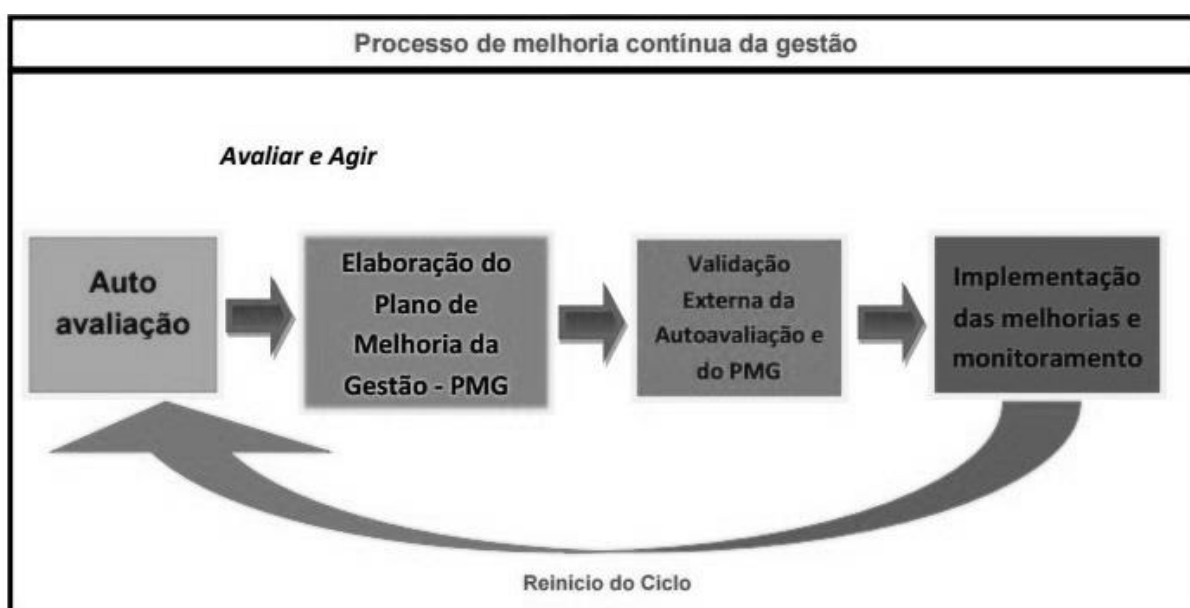 Processo de melhoria contínua da gestão
Avaliar e Agir
Auto
avaliação
Elaboração do
Plano de
Melhoria da
Gestão - PMG
Validação
Externa da
Autoavaliação e
do PMG
Implementação
das melhorias e
monitoramento
Reinício do Ciclo